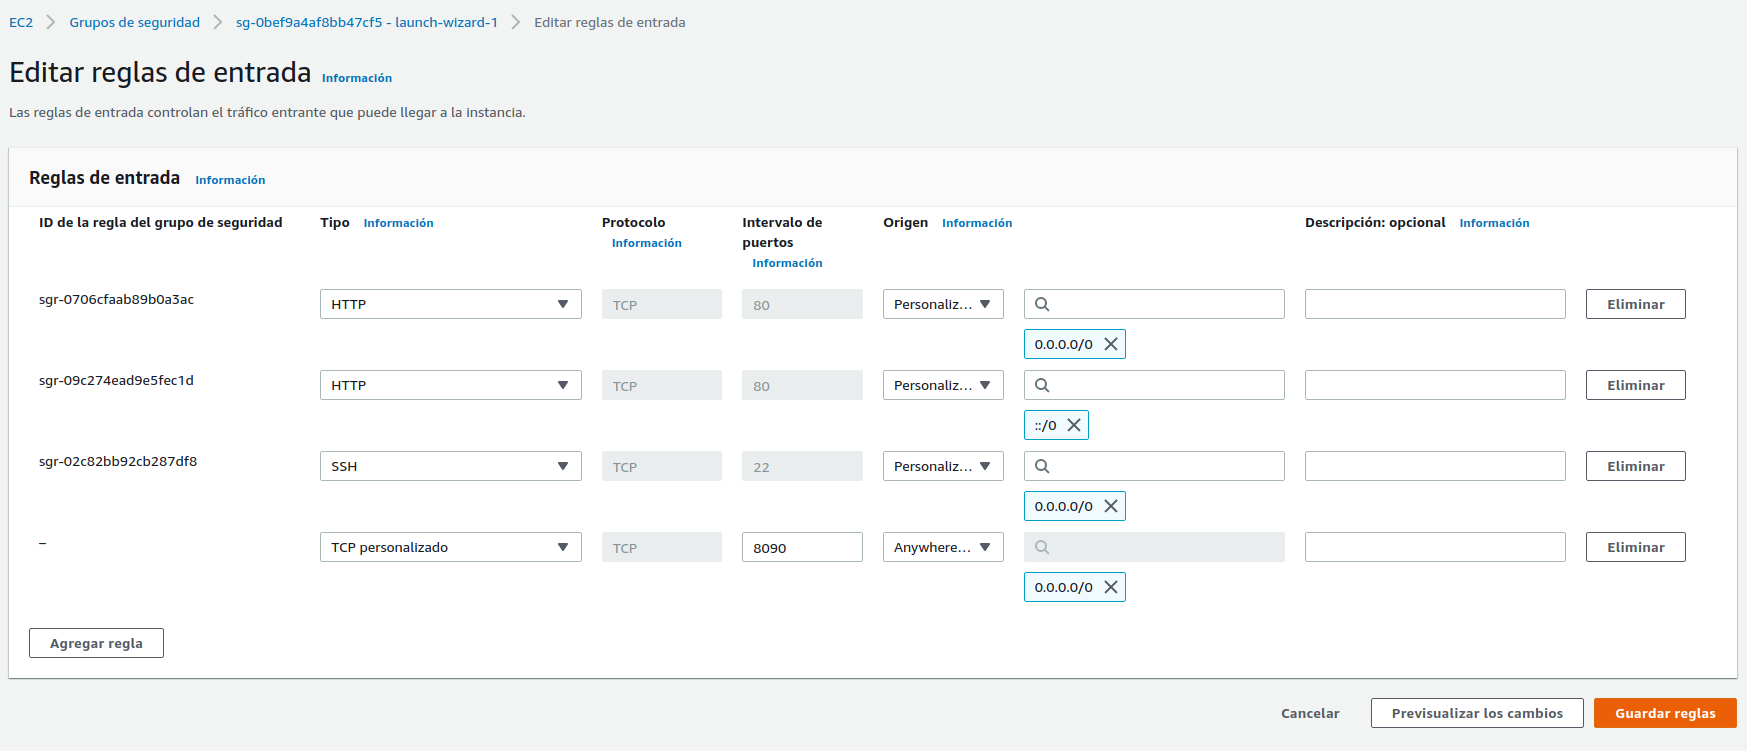 EC2 Grupos de seguridad sg-0bef9a4af8bb47cf5 - launch-wizard-1 Editar reglas de entrada
Editar reglas de entrada Información
Las reglas de entrada controlan el tráfico entrante que puede llegar a la instancia.
Reglas de entrada Información
ID de la regla del grupo de seguridad Tipo Información Protocolo Información Intervalo de puertos Información Origen Información Descripción: opcional Información
sgr-0706cfaab89b0a3ac HTTP TCP 80 Personaliz... Eliminar
0.0.0.0/0
sgr-09c274ead9e5fec1d HTTP TCP 80 Personaliz... Eliminar
::/0
sgr-02c82bb92cb287df8 SSH TCP 22 Personaliz... Eliminar
0.0.0.0/0
– TCP personalizado TCP 8090 Anywhere... Eliminar
0.0.0.0/0
Agregar regla
Cancelar Previsualizar los cambios Guardar reglas